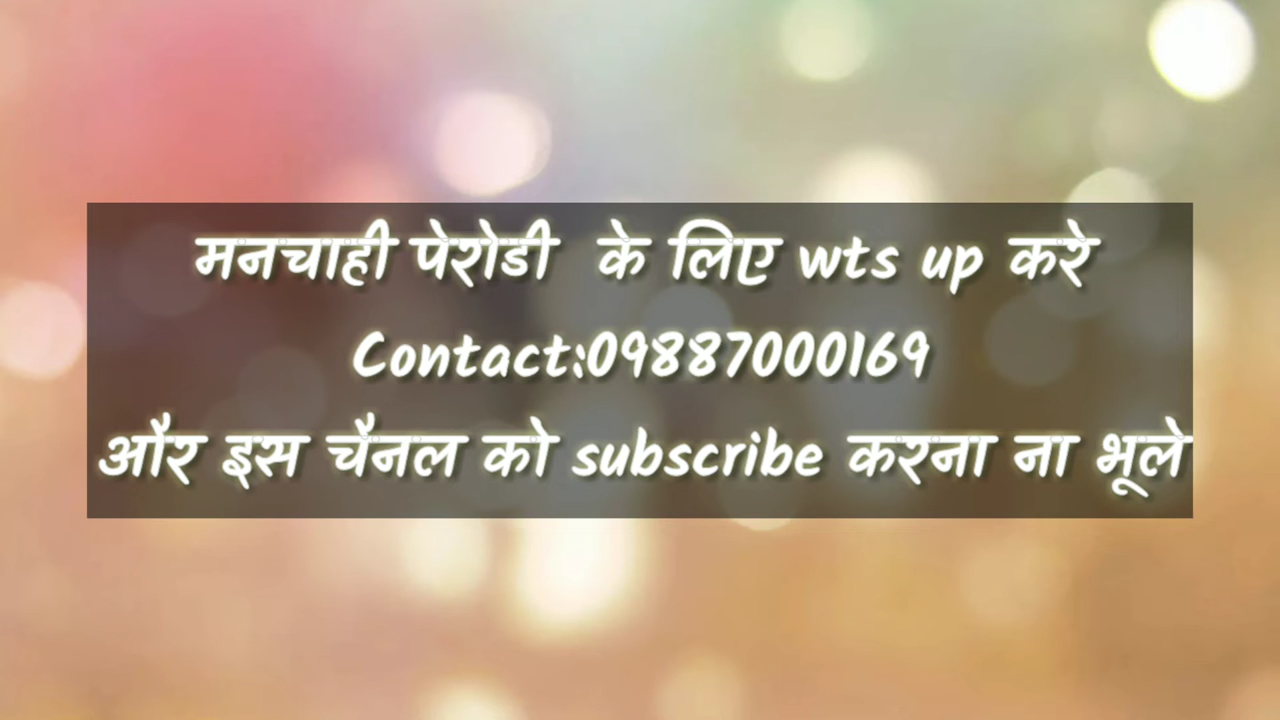 मनचाही पेरोडी के लिए wts up करे
Contact:09887000169
और इस चैनल को subscribe करना ना भूले